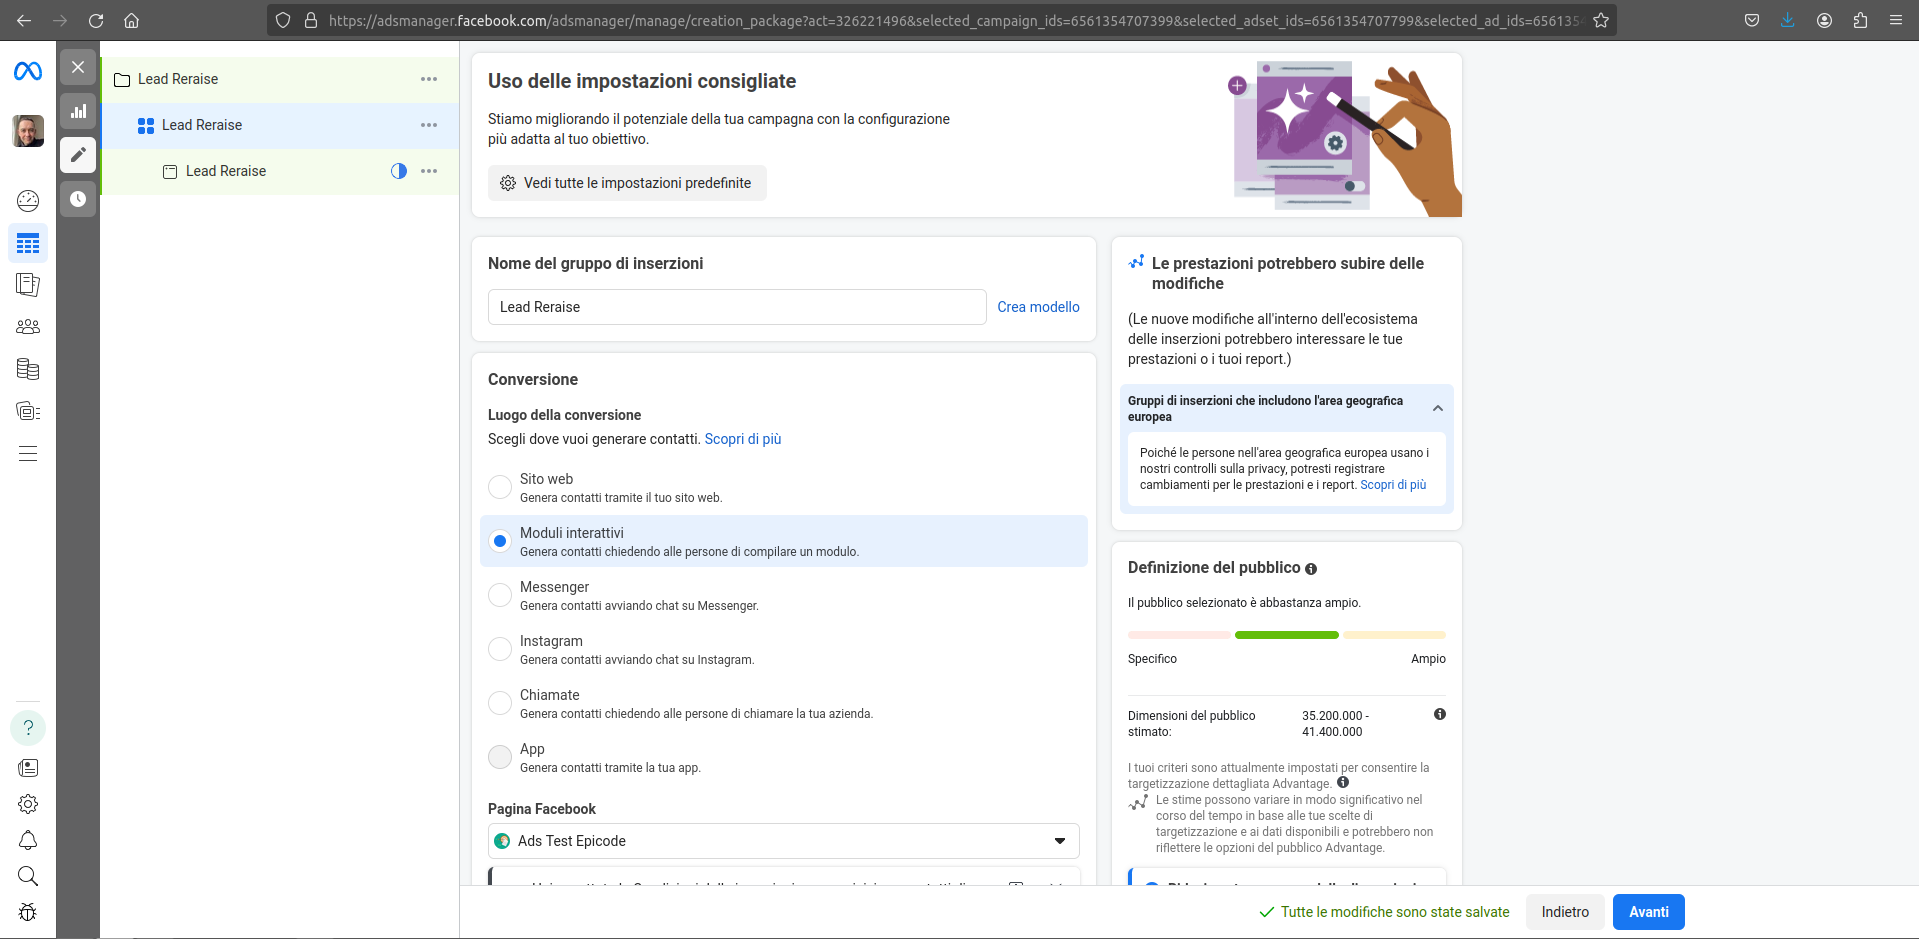 https://adsmanager.facebook.com/adsmanager/manage/creation_package?act=326221496&selected_campaign_ids=6561354707399&selected_adset_ids=6561354707799&selected_ad_ids=656135
Lead Reraise
Lead Reraise
Lead Reraise
Uso delle impostazioni consigliate
Stiamo migliorando il potenziale della tua campagna con la configurazione
più adatta al tuo obiettivo.
Vedi tutte le impostazioni predefinite
Nome del gruppo di inserzioni
Lead Reraise
Crea modello
Conversione
Luogo della conversione
Scegli dove vuoi generare contatti. Scopri di più
Sito web
Genera contatti tramite il tuo sito web.
Moduli interattivi
Genera contatti chiedendo alle persone di compilare un modulo.
Messenger
Genera contatti avviando chat su Messenger.
Instagram
Genera contatti avviando chat su Instagram.
Chiamate
Genera contatti chiedendo alle persone di chiamare la tua azienda.
App
Genera contatti tramite la tua app.
Pagina Facebook
Ads Test Epicode
Le prestazioni potrebbero subire delle
modifiche
(Le nuove modifiche all'interno dell'ecosistema
delle inserzioni potrebbero interessare le tue
prestazioni o i tuoi report.)
Gruppi di inserzioni che includono l'area geografica
europea
Poiché le persone nell'area geografica europea usano i
nostri controlli sulla privacy, potresti registrare
cambiamenti per le prestazioni e i report. Scopri di più
Definizione del pubblico
Il pubblico selezionato è abbastanza ampio.
Specifico
Ampio
Dimensioni del pubblico
stimato:
35.200.000 -
41.400.000
I tuoi criteri sono attualmente impostati per consentire la
targetizzazione dettagliata Advantage.
Le stime possono variare in modo significativo nel
corso del tempo in base alle tue scelte di
targetizzazione e ai dati disponibili e potrebbero non
riflettere le opzioni del pubblico Advantage.
Tutte le modifiche sono state salvate
Indietro
Avanti